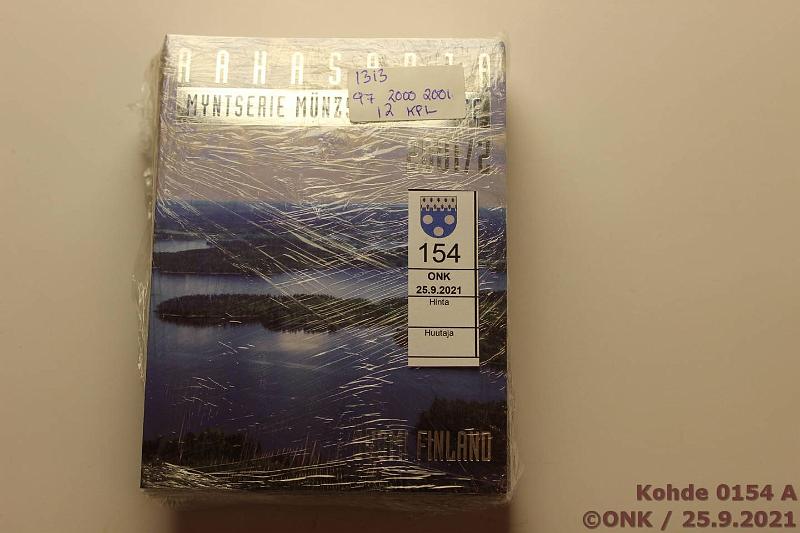 RAHASARJA
1313
97 2000 2001
12 KPL
MYNTSERIE
2001/2
154
ONK
25.9.2021
Hinta
Huutaja
SUOMI FINLAND
Kohde 0154 A
©ONK / 25.9.2021